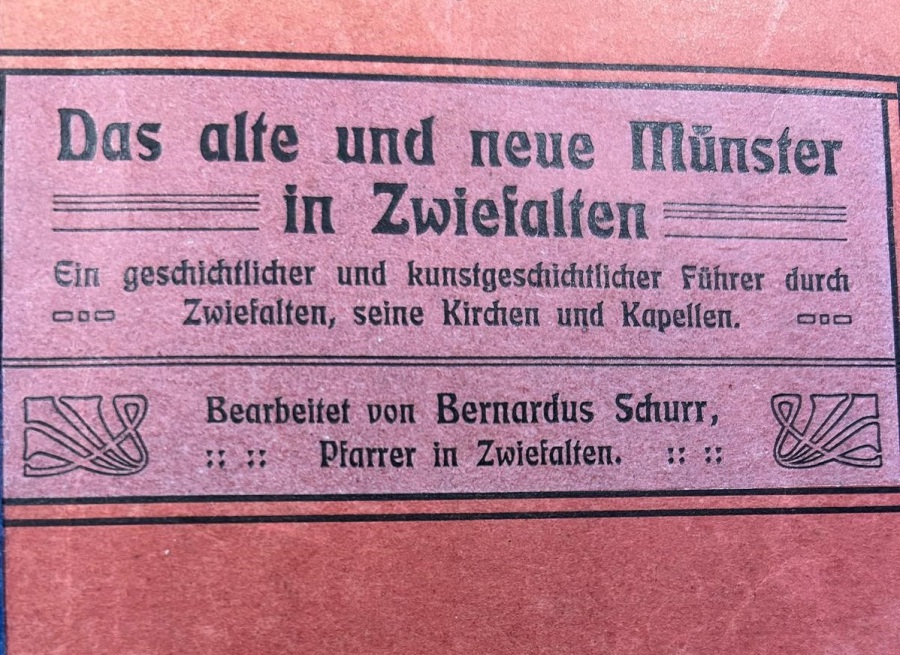 Das alte und neue Münster
in Zwiefalten
Ein geschichtlicher und kunstgeschichtlicher Führer durch
Zwiefalten, seine Kirchen und Kapellen.
Bearbeitet von Bernardus Schurr,
Pfarrer in Zwiefalten.